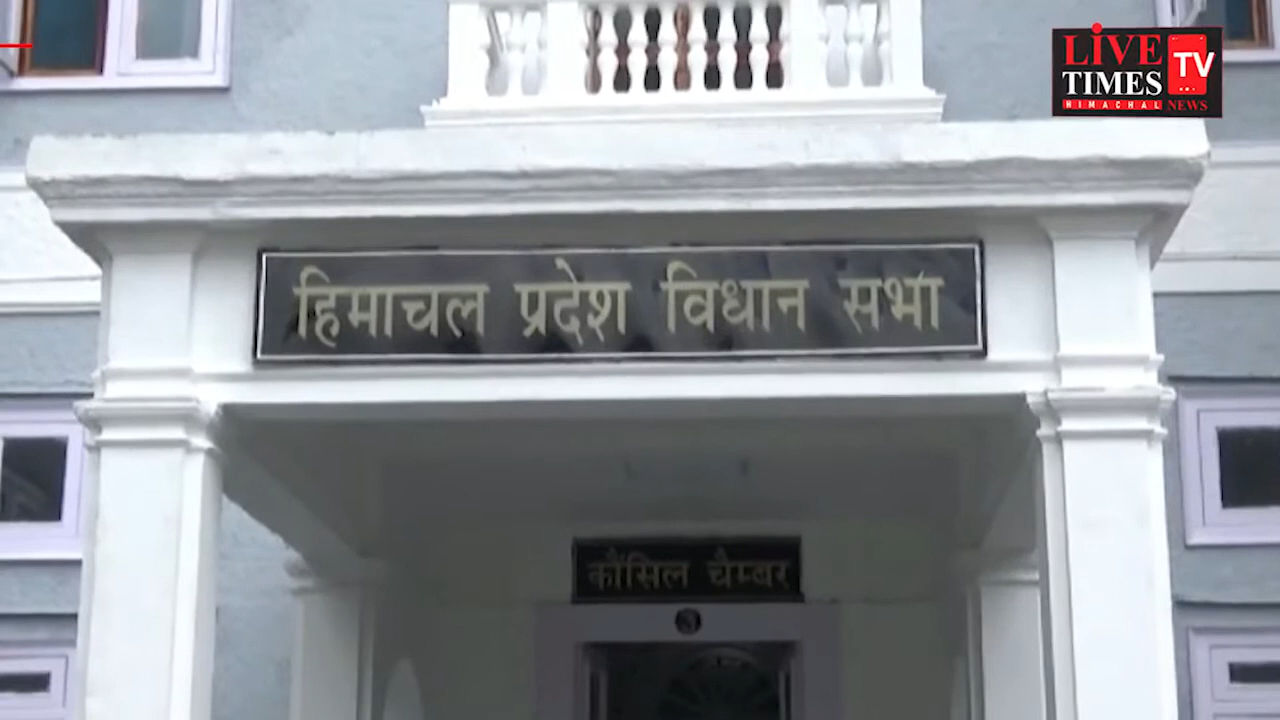 LiVE
TIMES TV
HIMACHAL NEWS
हिमाचल प्रदेश विधान सभा
कौंसिल चैम्बर